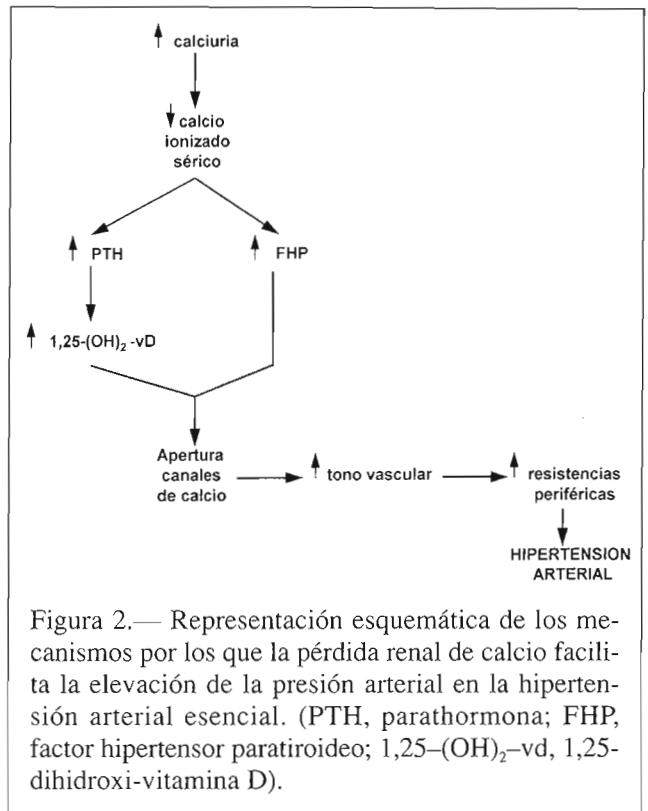 ↑ calciuria
↓ calcio
ionizado
sérico
↑ PTH
↑ FHP
↑ 1,25-(OH)₂ -vD
Apertura
canales
de calcio
↑ tono vascular
↑ resistencias
periféricas
HIPERTENSION
ARTERIAL
Figura 2.— Representación esquemática de los me-
canismos por los que la pérdida renal de calcio facili-
ta la elevación de la presión arterial en la hiperten-
sión arterial esencial. (PTH, parathormona; FHP,
factor hipertensor paratiroideo; 1,25–(OH)₂–vd, 1,25-
dihidroxi-vitamina D).